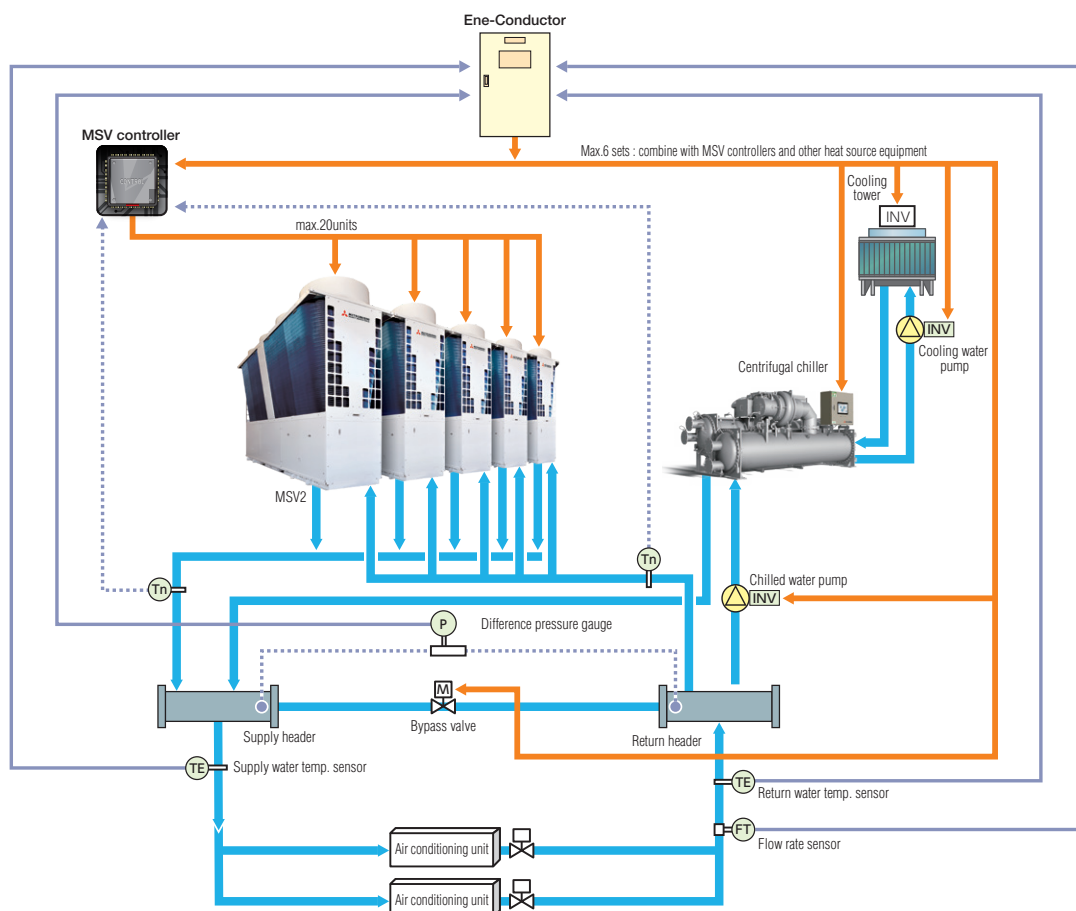 Ene-Conductor
MSV controller
Max.6 sets : combine with MSV controllers and other heat source equipment
Cooling
tower
INV
max.20units
INV
Cooling water
pump
Centrifugal chiller
MSV2
Tn
Tn
Chilled water pump
INV
P
Difference pressure gauge
M
Bypass valve
Supply header
Return header
TE
Supply water temp. sensor
TE
Return water temp. sensor
FT
Flow rate sensor
Air conditioning unit
Air conditioning unit